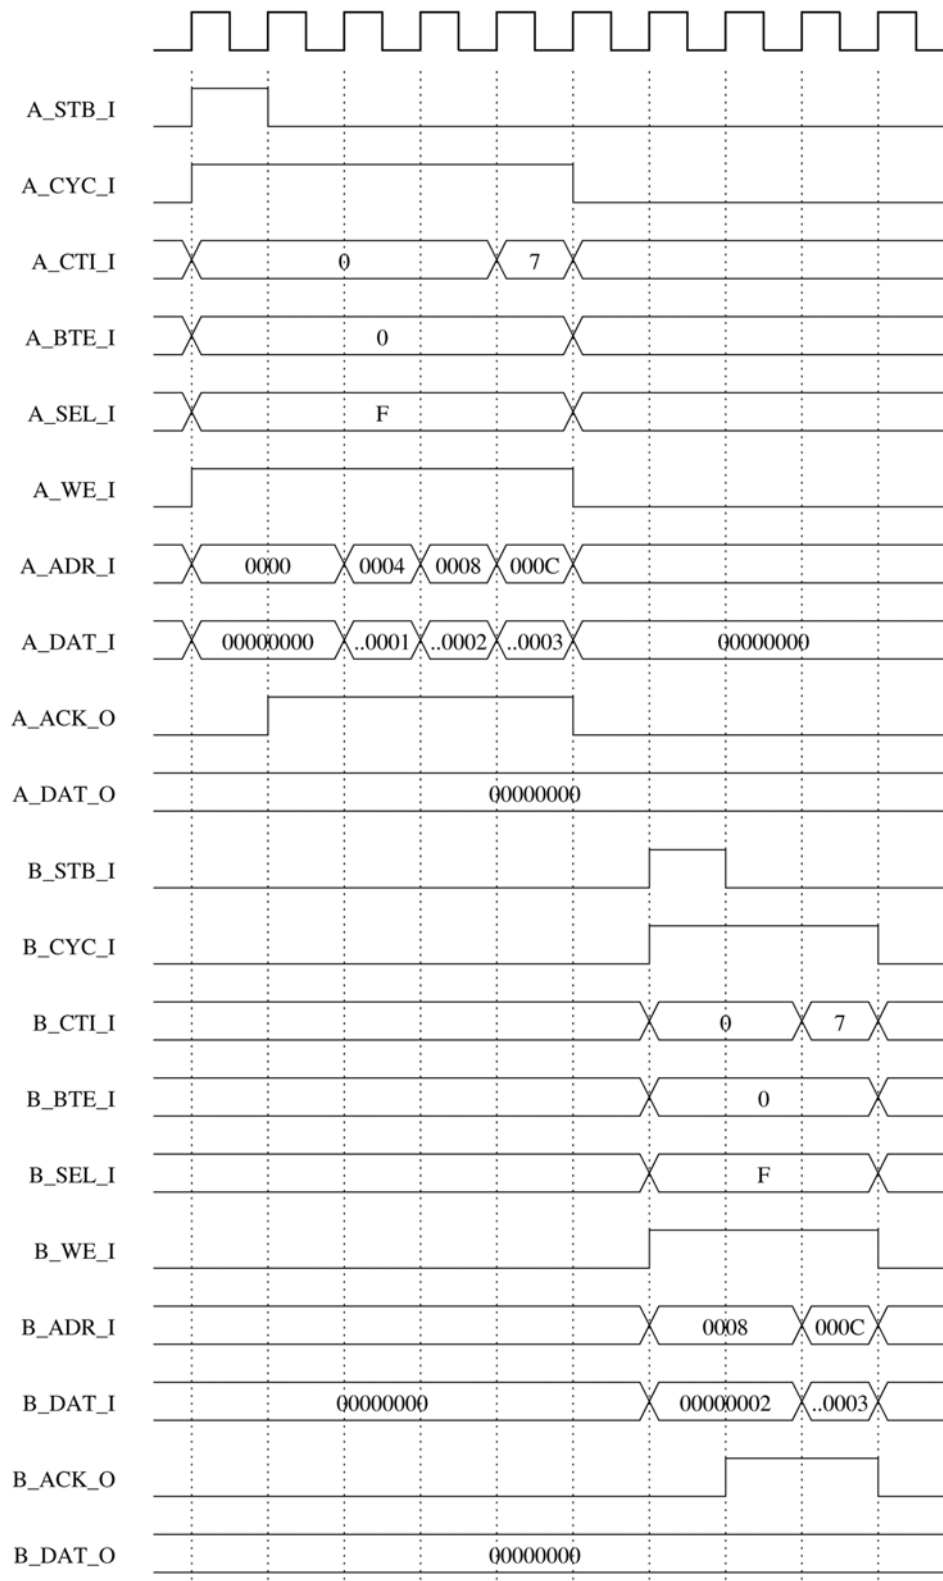 A_STB_I
A_CYC_I
A_CTI_I 0 7
A_BTE_I 0
A_SEL_I F
A_WE_I
A_ADR_I 0000 0004 0008 000C
A_DAT_I 00000000 ..0001 ..0002 ..0003 00000000
A_ACK_O
A_DAT_O 00000000
B_STB_I
B_CYC_I
B_CTI_I 0 7
B_BTE_I 0
B_SEL_I F
B_WE_I
B_ADR_I 0008 000C
B_DAT_I 00000000 00000002 ..0003
B_ACK_O
B_DAT_O 00000000